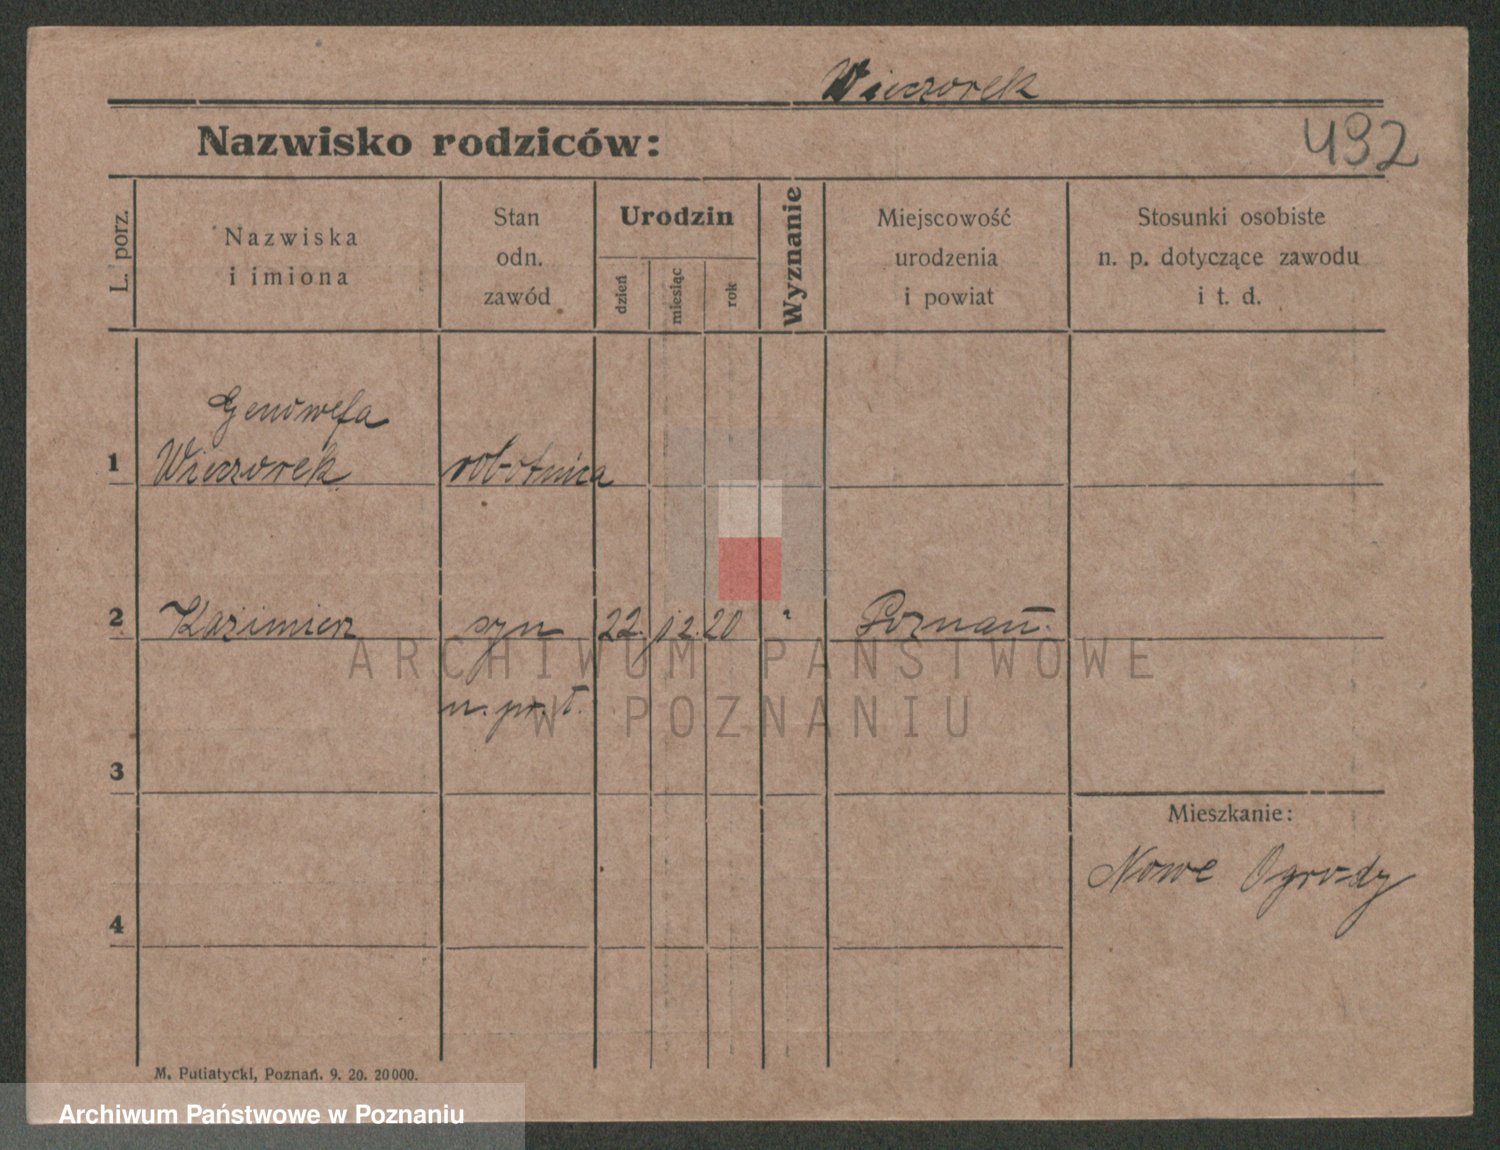 Wieczorek
Nazwisko rodziców:
492
L. porz.
Nazwiska
i imiona
Stan
odn.
zawód
Urodzin
dzień
miesiąc
rok
Wyznanie
Miejscowość
urodzenia
i powiat
Stosunki osobiste
n. p. dotyczące zawodu
i t. d.
Genowefa
1 Wieczorek robotnica
2 Kazimierz syn 22. 12. 20 Poznań.
ARCHIWUM PAŃSTWOWE
n. pr. t.
W POZNANIU
3
Mieszkanie:
Nowe Ogrody
4
M. Putiatycki, Poznań. 9. 20. 20000.
Archiwum Państwowe w Poznaniu